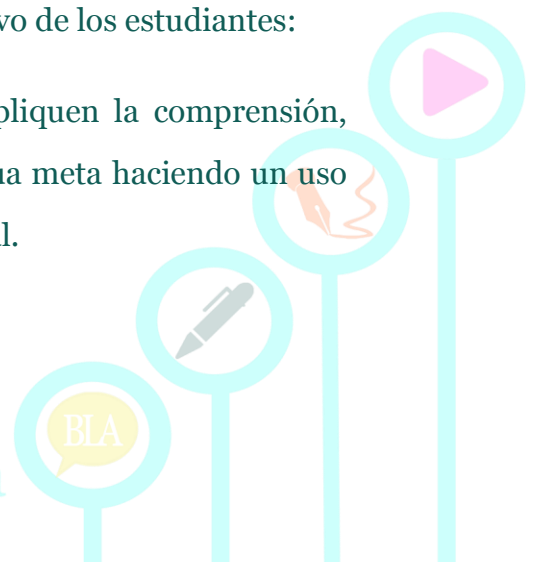 vo de los estudiantes:
pliquen la comprensión,
ua meta haciendo un uso
l.
BLA